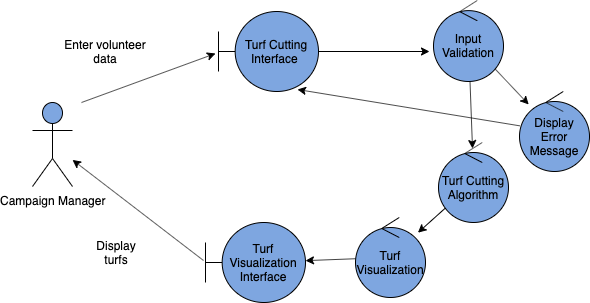 Enter volunteer
data
Turf Cutting
Interface
Input
Validation
Display
Error
Message
Turf Cutting
Algorithm
Campaign Manager
Display
turfs
Turf
Visualization
Interface
Turf
Visualization